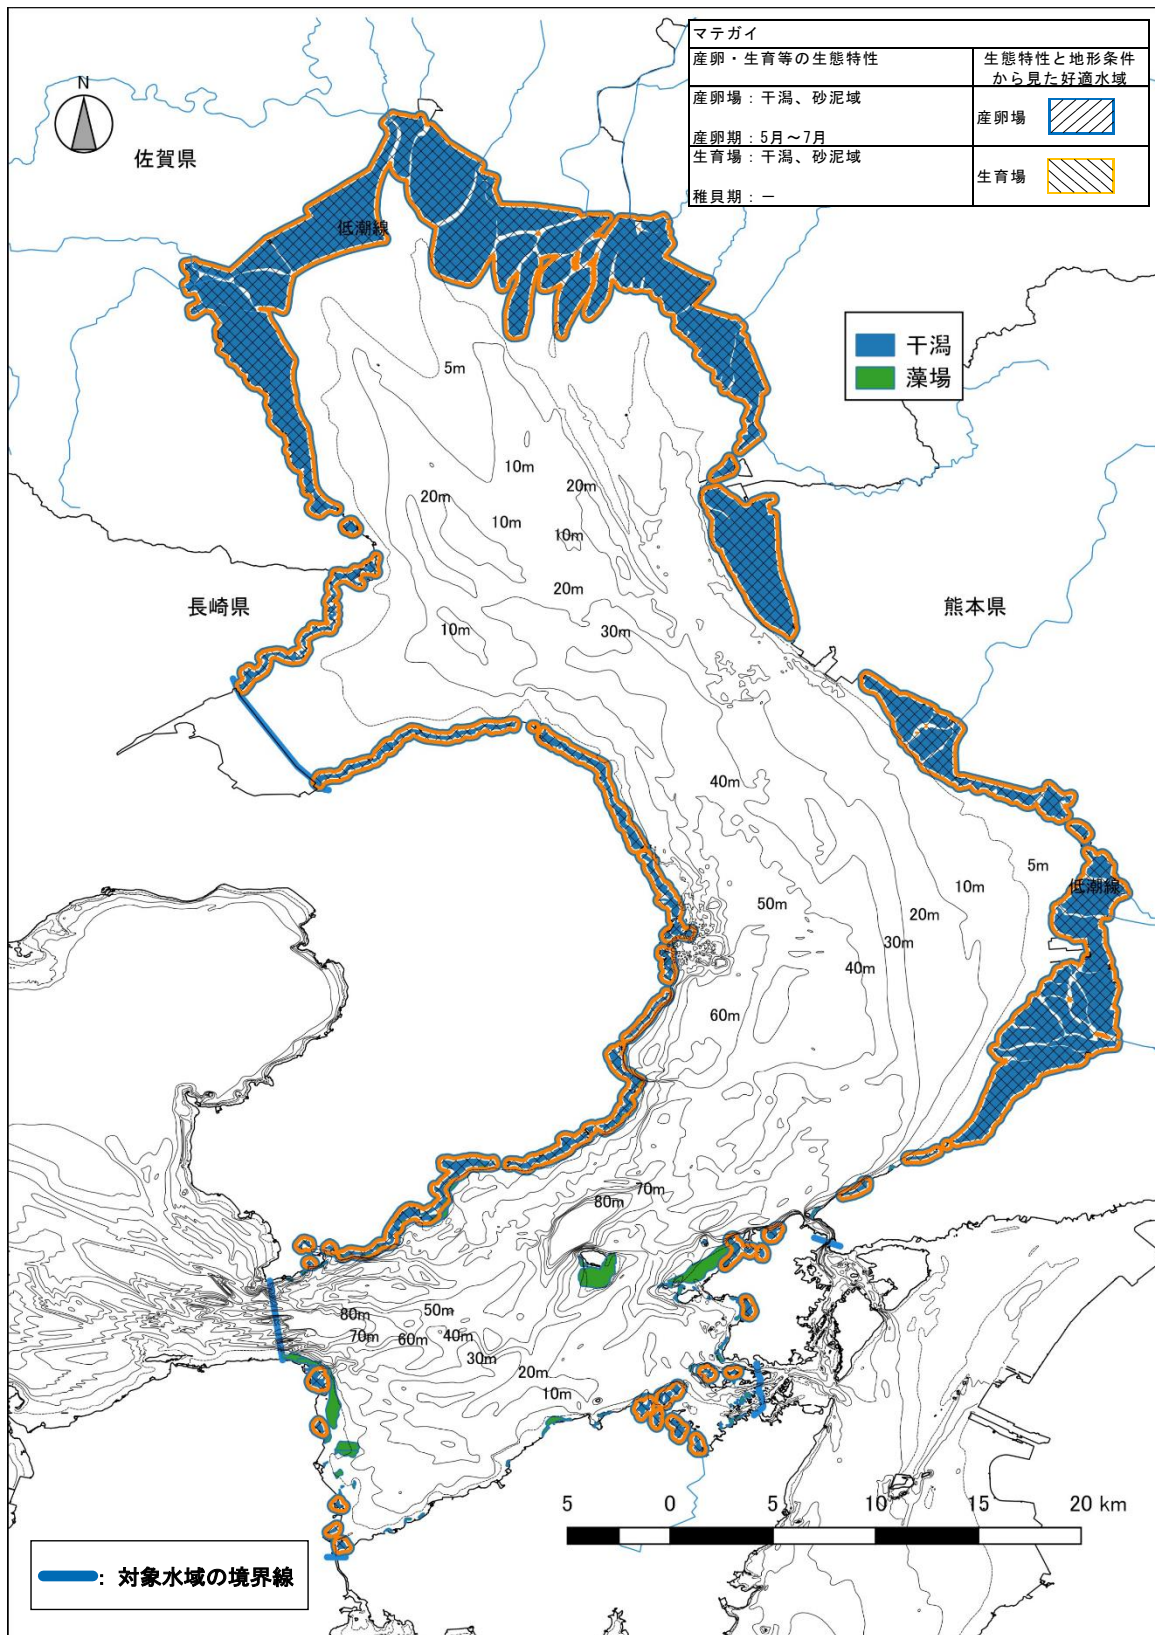 マテガイ
産卵・生育等の生態特性
生態特性と地形条件
から見た好適水域
産卵場：干潟、砂泥域
産卵期：5月～7月
産卵場
生育場：干潟、砂泥域
稚貝期：－
生育場
N
佐賀県
低潮線
干潟
藻場
5m
10m
20m
20m
10m
10m
20m
長崎県
熊本県
10m
30m
40m
5m
低潮線
10m
50m
20m
30m
40m
60m
70m
80m
80m
50m
70m
60m
40m
30m
20m
10m
5 0 5 10 15 20 km
：対象水域の境界線